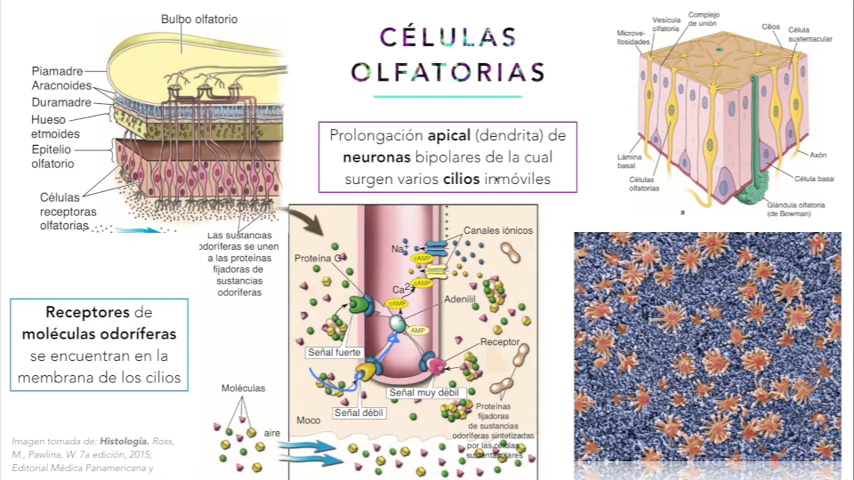 Bulbo olfatorio
Piamadre
Aracnoides
Duramadre
Hueso
etmoides
Epitelio
olfatorio
Células
receptoras
olfatorias
CÉLULAS
OLFATORIAS
Prolongación apical (dendrita) de
neuronas bipolares de la cual
surgen varios cilios inmóviles
Microve-
llosidades
Vesícula
olfatoria
Complejo
de unión
Cilios
Célula
sustentacular
Lámina
basal
Células
olfatorias
Axón
Célula basal
Glándula olfatoria
(de Bowman)
a
Las sustancias
odoríferas se unen
a las proteínas
fijadoras de
sustancias
odoríferas
Proteína G
Na+
Canales iónicos
cAMP
cAMP
Ca2
cAMP
Adenilil
AMP
Receptor
Señal fuerte
Señal débil
Señal muy débil
Moco
Proteínas
fijadoras
de sustancias
odoríferas sintetizadas
por las células
sustentaculares
Receptores de
moléculas odoríferas
se encuentran en la
membrana de los cilios
Moléculas
aire
Imagen tomada de: Histología. Ross,
M., Pawlina, W. 7a edición, 2015;
Editorial Médica Panamericana y